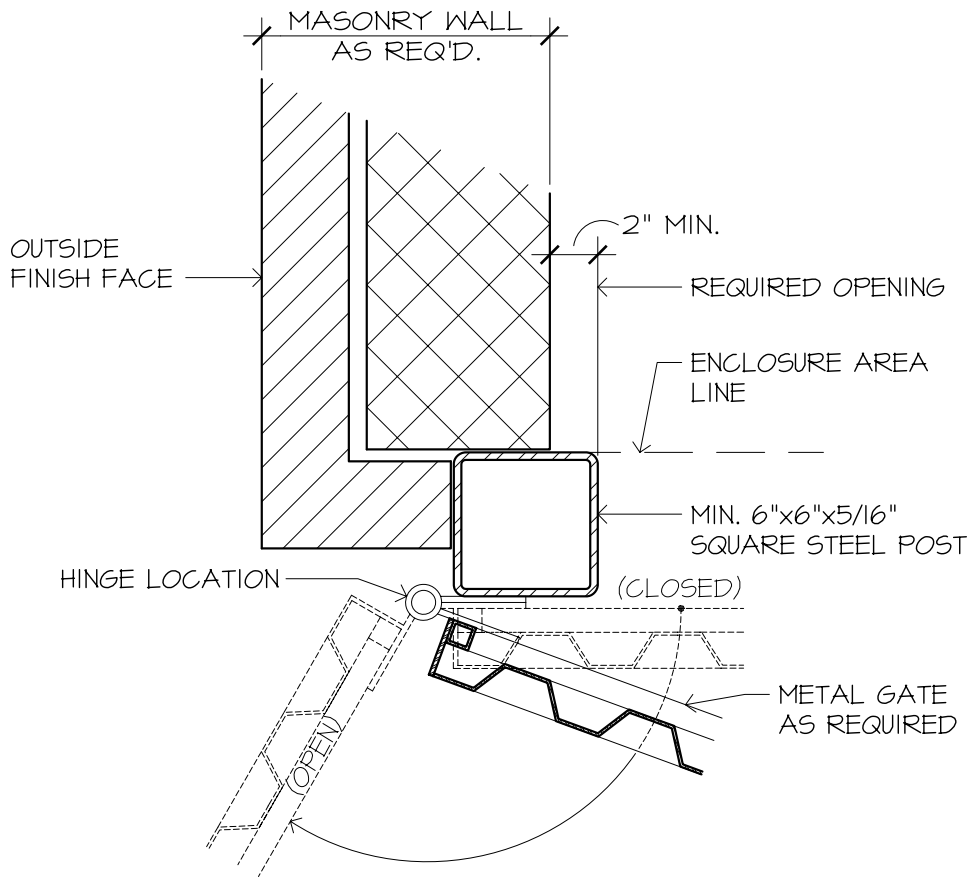 MASONRY WALL
AS REQ'D.
2" MIN.
OUTSIDE
FINISH FACE
REQUIRED OPENING
ENCLOSURE AREA
LINE
MIN. 6"x6"x5/16"
SQUARE STEEL POST
HINGE LOCATION
(CLOSED)
METAL GATE
AS REQUIRED
(OPEN)